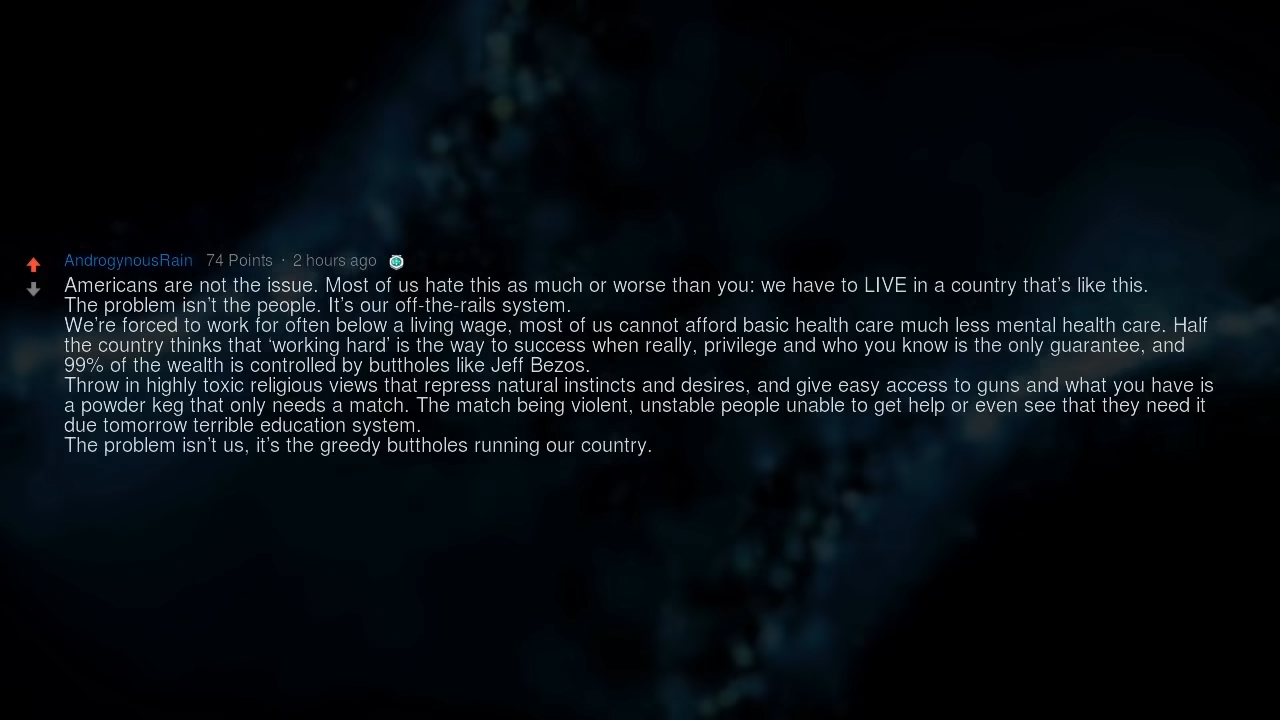 AndrogynousRain 74 Points · 2 hours ago
Americans are not the issue. Most of us hate this as much or worse than you: we have to LIVE in a country that's like this.
The problem isn't the people. It's our off-the-rails system.
We're forced to work for often below a living wage, most of us cannot afford basic health care much less mental health care. Half
the country thinks that ‘working hard’ is the way to success when really, privilege and who you know is the only guarantee, and
99% of the wealth is controlled by buttholes like Jeff Bezos.
Throw in highly toxic religious views that repress natural instincts and desires, and give easy access to guns and what you have is
a powder keg that only needs a match. The match being violent, unstable people unable to get help or even see that they need it
due tomorrow terrible education system.
The problem isn't us, it's the greedy buttholes running our country.